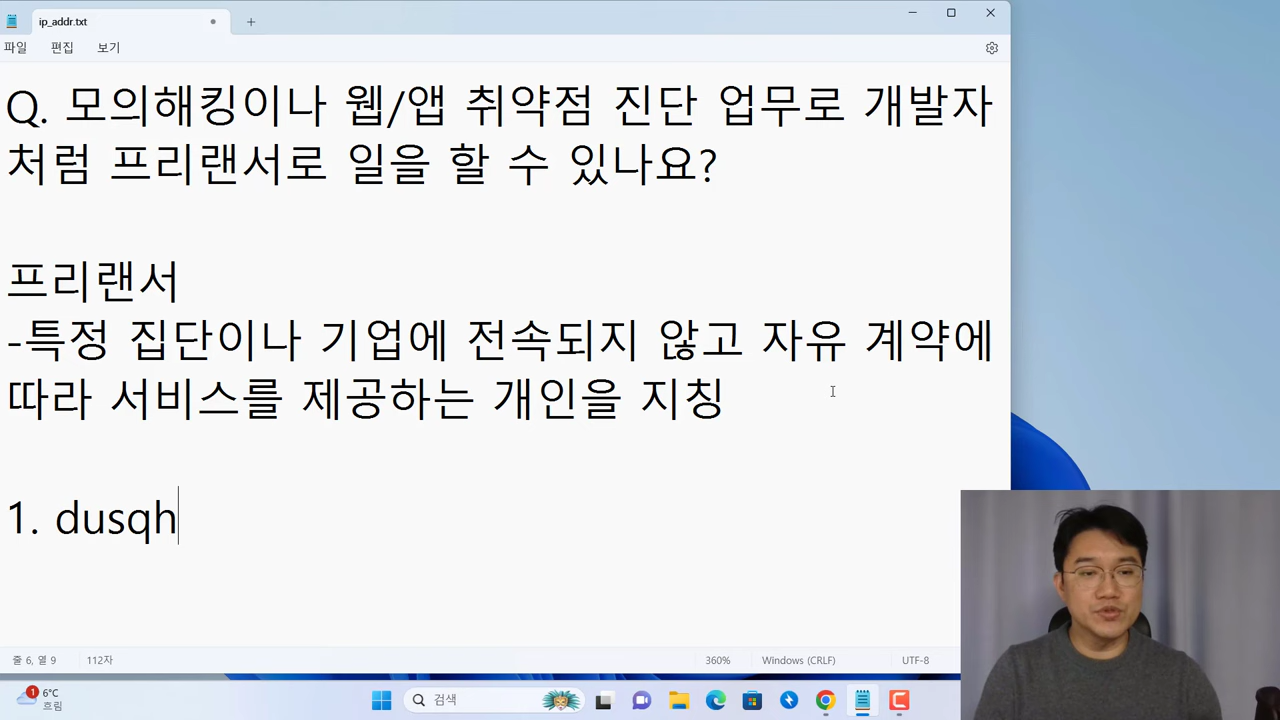 ip_addr.txt
파일 편집 보기
Q. 모의해킹이나 웹/앱 취약점 진단 업무로 개발자
처럼 프리랜서로 일을 할 수 있나요?
프리랜서
-특정 집단이나 기업에 전속되지 않고 자유 계약에
따라 서비스를 제공하는 개인을 지칭
1. dusqh
줄 6, 열 9 112자 360% Windows (CRLF) UTF-8
1 6°C 검색
흐림